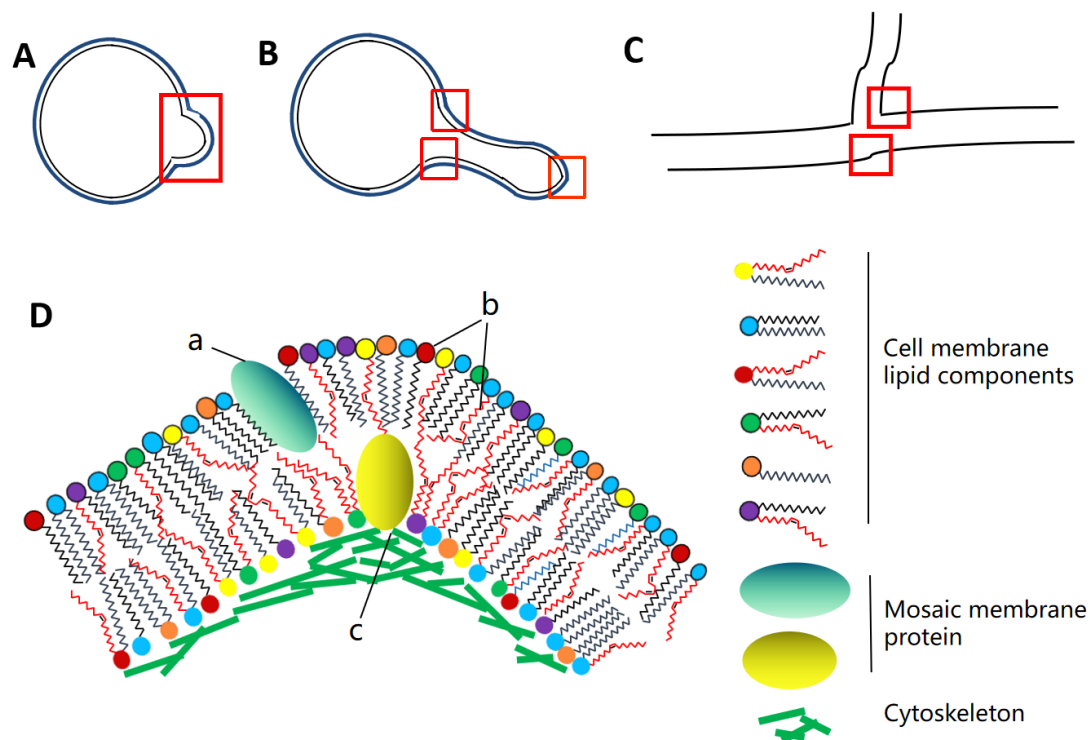 A
B
C
D
a
b
c
Cell membrane
lipid components
Mosaic membrane
protein
Cytoskeleton